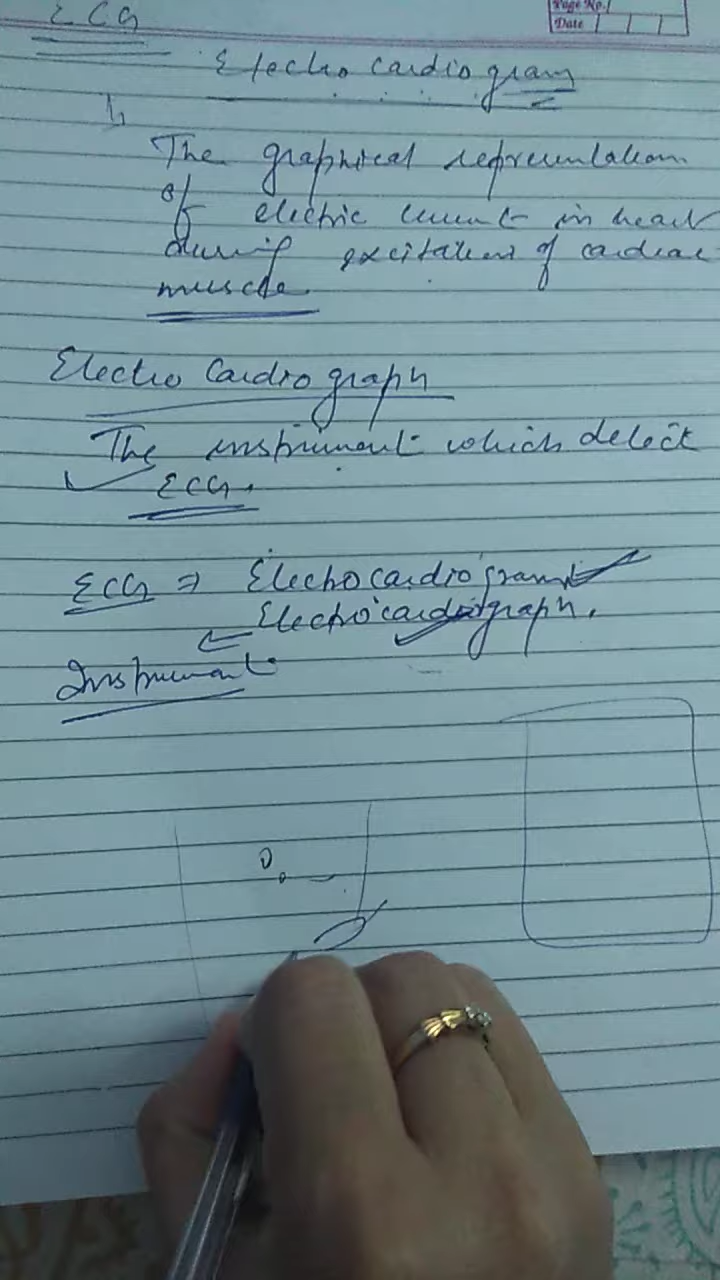 ECG
Page No.
Date
Electro cardiogram
The graphical representation
of electric current in heart
during excitation of cardiac
muscle.
Electro Cardiograph
The instrument which detect
ECG.
ECG ⇒ Electrocardiogram
Electrocardiograph.
Instrument